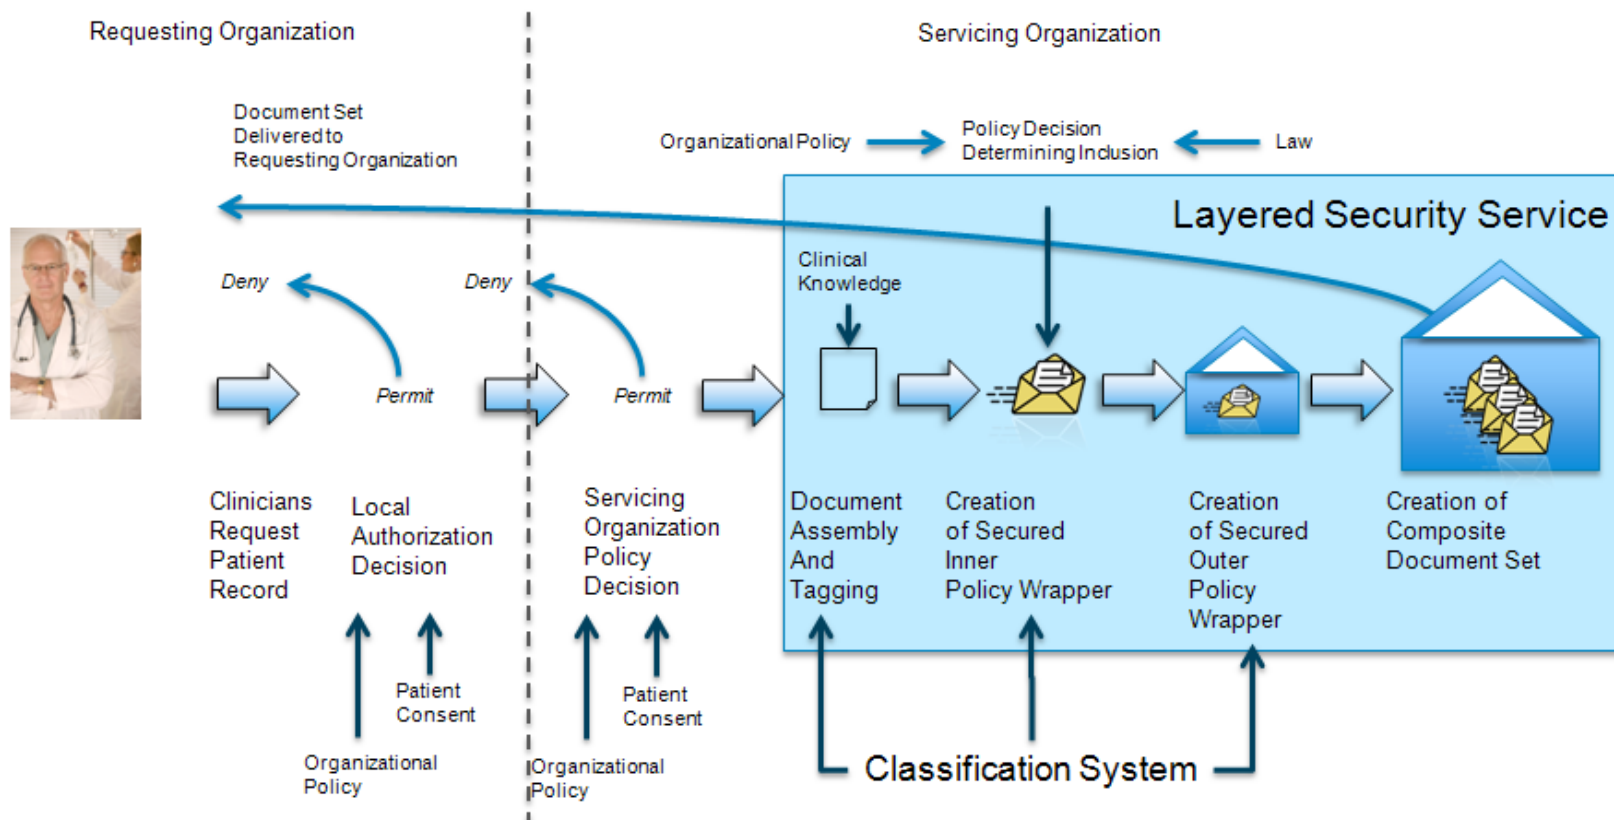 Requesting Organization
Servicing Organization
Document Set
Delivered to
Requesting Organization
Organizational Policy
Policy Decision
Determining Inclusion
Law
Layered Security Service
Deny
Deny
Clinical
Knowledge
Permit
Permit
Clinicians
Request
Patient
Record
Local
Authorization
Decision
Servicing
Organization
Policy
Decision
Document
Assembly
And
Tagging
Creation
of Secured
Inner
Policy Wrapper
Creation
of Secured
Outer
Policy
Wrapper
Creation of
Composite
Document Set
Patient
Consent
Organizational
Policy
Patient
Consent
Organizational
Policy
Classification System